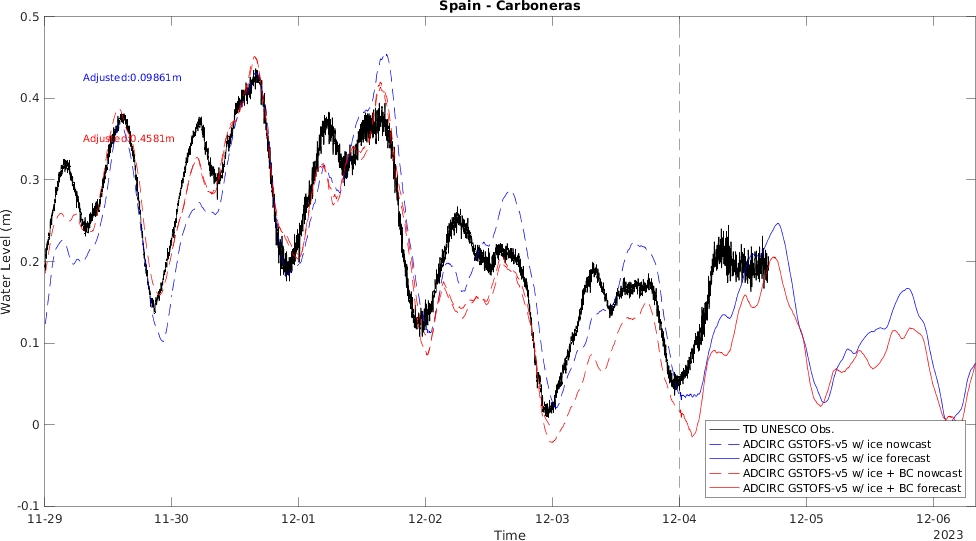 Spain - Carboneras
0.5
0.4
0.3
0.2
0.1
0
-0.1
Water Level (m)
Adjusted:0.09861m
Adjusted:0.4581m
TD UNESCO Obs.
ADCIRC GSTOFS-v5 w/ ice nowcast
ADCIRC GSTOFS-v5 w/ ice forecast
ADCIRC GSTOFS-v5 w/ ice + BC nowcast
ADCIRC GSTOFS-v5 w/ ice + BC forecast
11-29 11-30 12-01 12-02 12-03 12-04 12-05 12-06
Time
2023